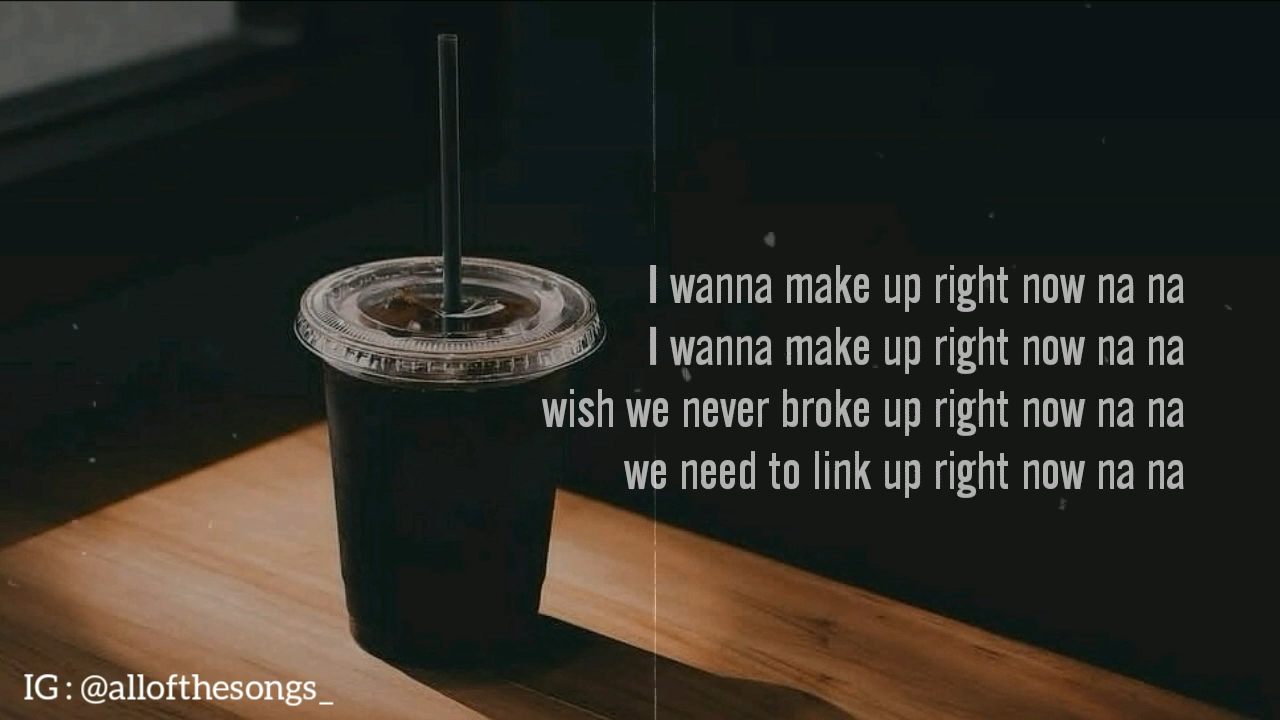 I wanna make up right now na na
I wanna make up right now na na
wish we never broke up right now na na
we need to link up right now na na
IG : @allofthesongs_